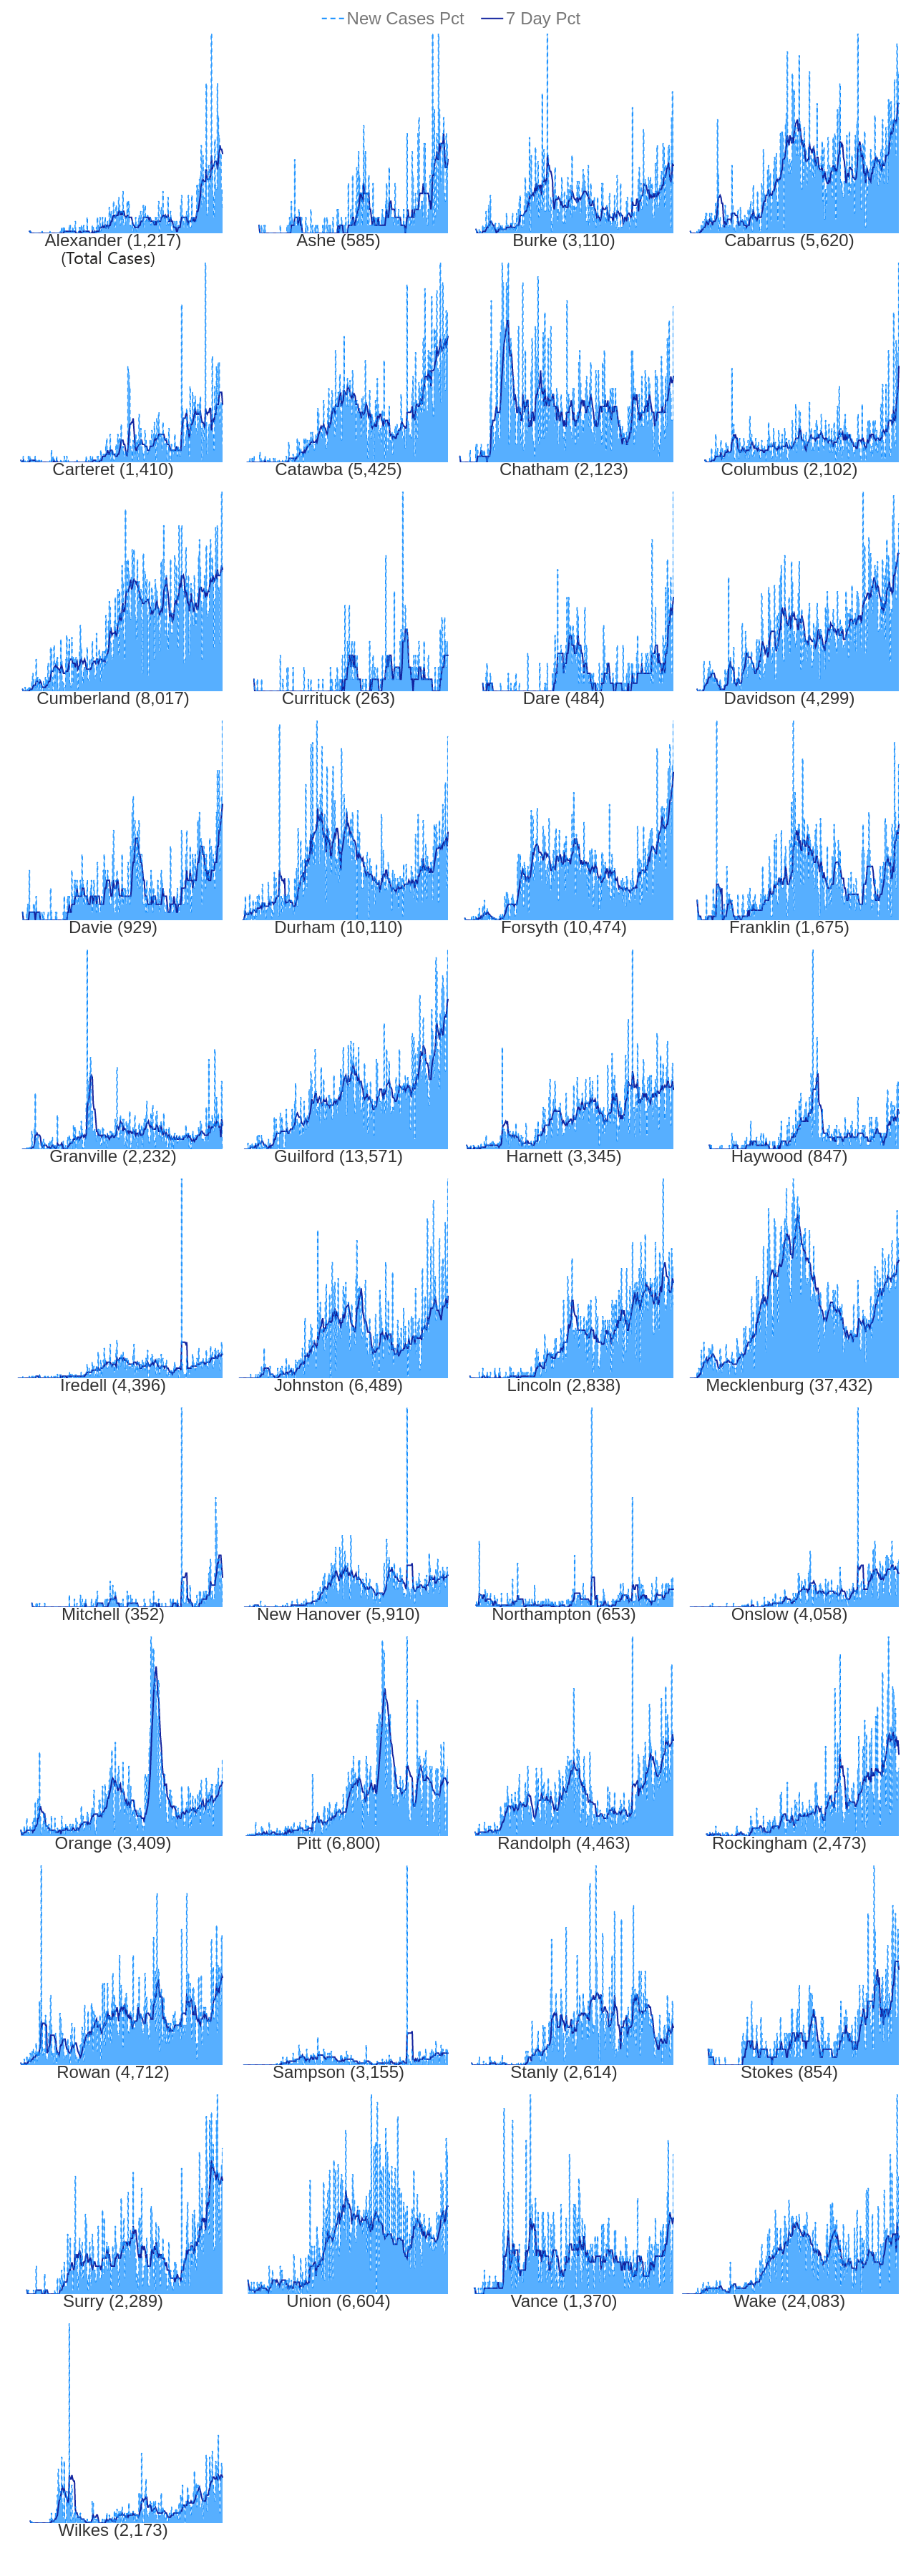 New Cases Pct 7 Day Pct
Alexander (1,217) Ashe (585) Burke (3,110) Cabarrus (5,620)
(Total Cases)
Carteret (1,410) Catawba (5,425) Chatham (2,123) Columbus (2,102)
Cumberland (8,017) Currituck (263) Dare (484) Davidson (4,299)
Davie (929) Durham (10,110) Forsyth (10,474) Franklin (1,675)
Granville (2,232) Guilford (13,571) Harnett (3,345) Haywood (847)
Iredell (4,396) Johnston (6,489) Lincoln (2,838) Mecklenburg (37,432)
Mitchell (352) New Hanover (5,910) Northampton (653) Onslow (4,058)
Orange (3,409) Pitt (6,800) Randolph (4,463) Rockingham (2,473)
Rowan (4,712) Sampson (3,155) Stanly (2,614) Stokes (854)
Surry (2,289) Union (6,604) Vance (1,370) Wake (24,083)
Wilkes (2,173)